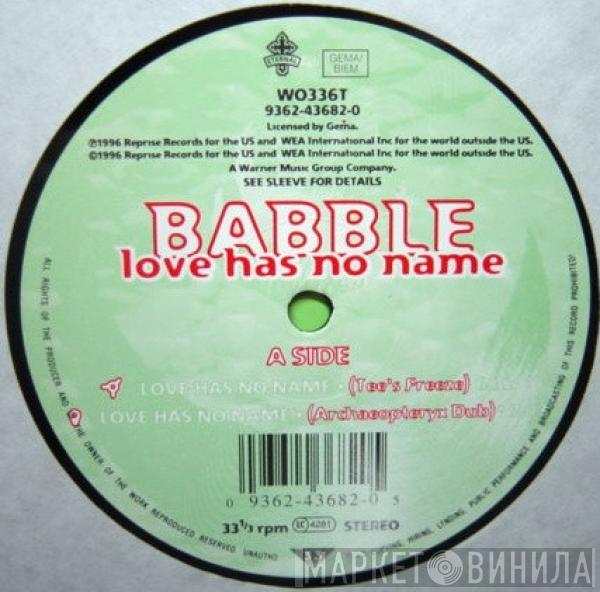 ETERNAL
GEMA/
BIEM
WO336T
9362-43682-0
Licensed by Gema.
℗1996 Reprise Records for the US and WEA International Inc for the world outside the US.
©1996 Reprise Records for the US and WEA International Inc for the world outside the US.
A Warner Music Group Company.
SEE SLEEVE FOR DETAILS
BABBLE
love has no name
A SIDE
LOVE HAS NO NAME • (Tee's Freeze)
LOVE HAS NO NAME • (Archaeopteryx Dub)
0 9362-43682-0 5
33⅓ rpm LC 4281 STEREO
ALL RIGHTS OF THE PRODUCER AND THE OWNER OF THE WORK REPRODUCED RESERVED UNAUTHO
HIRING, LENDING, PUBLIC PERFORMANCE AND BROADCASTING OF THIS RECORD PROHIBITED!
МАРКЕТ ВИНИЛА